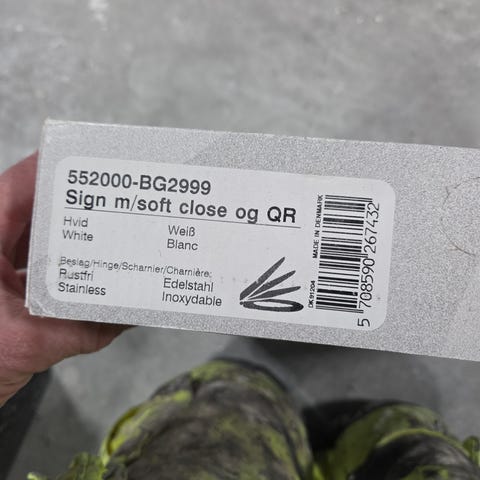 552000-BG2999
Sign m/soft close og QR
Hvid Weiß
White Blanc
Beslag/Hinge/Scharnier/Charnière:
Rustfri Edelstahl
Stainless Inoxydable
MADE IN DENMARK
DK91204
5 708590 267432